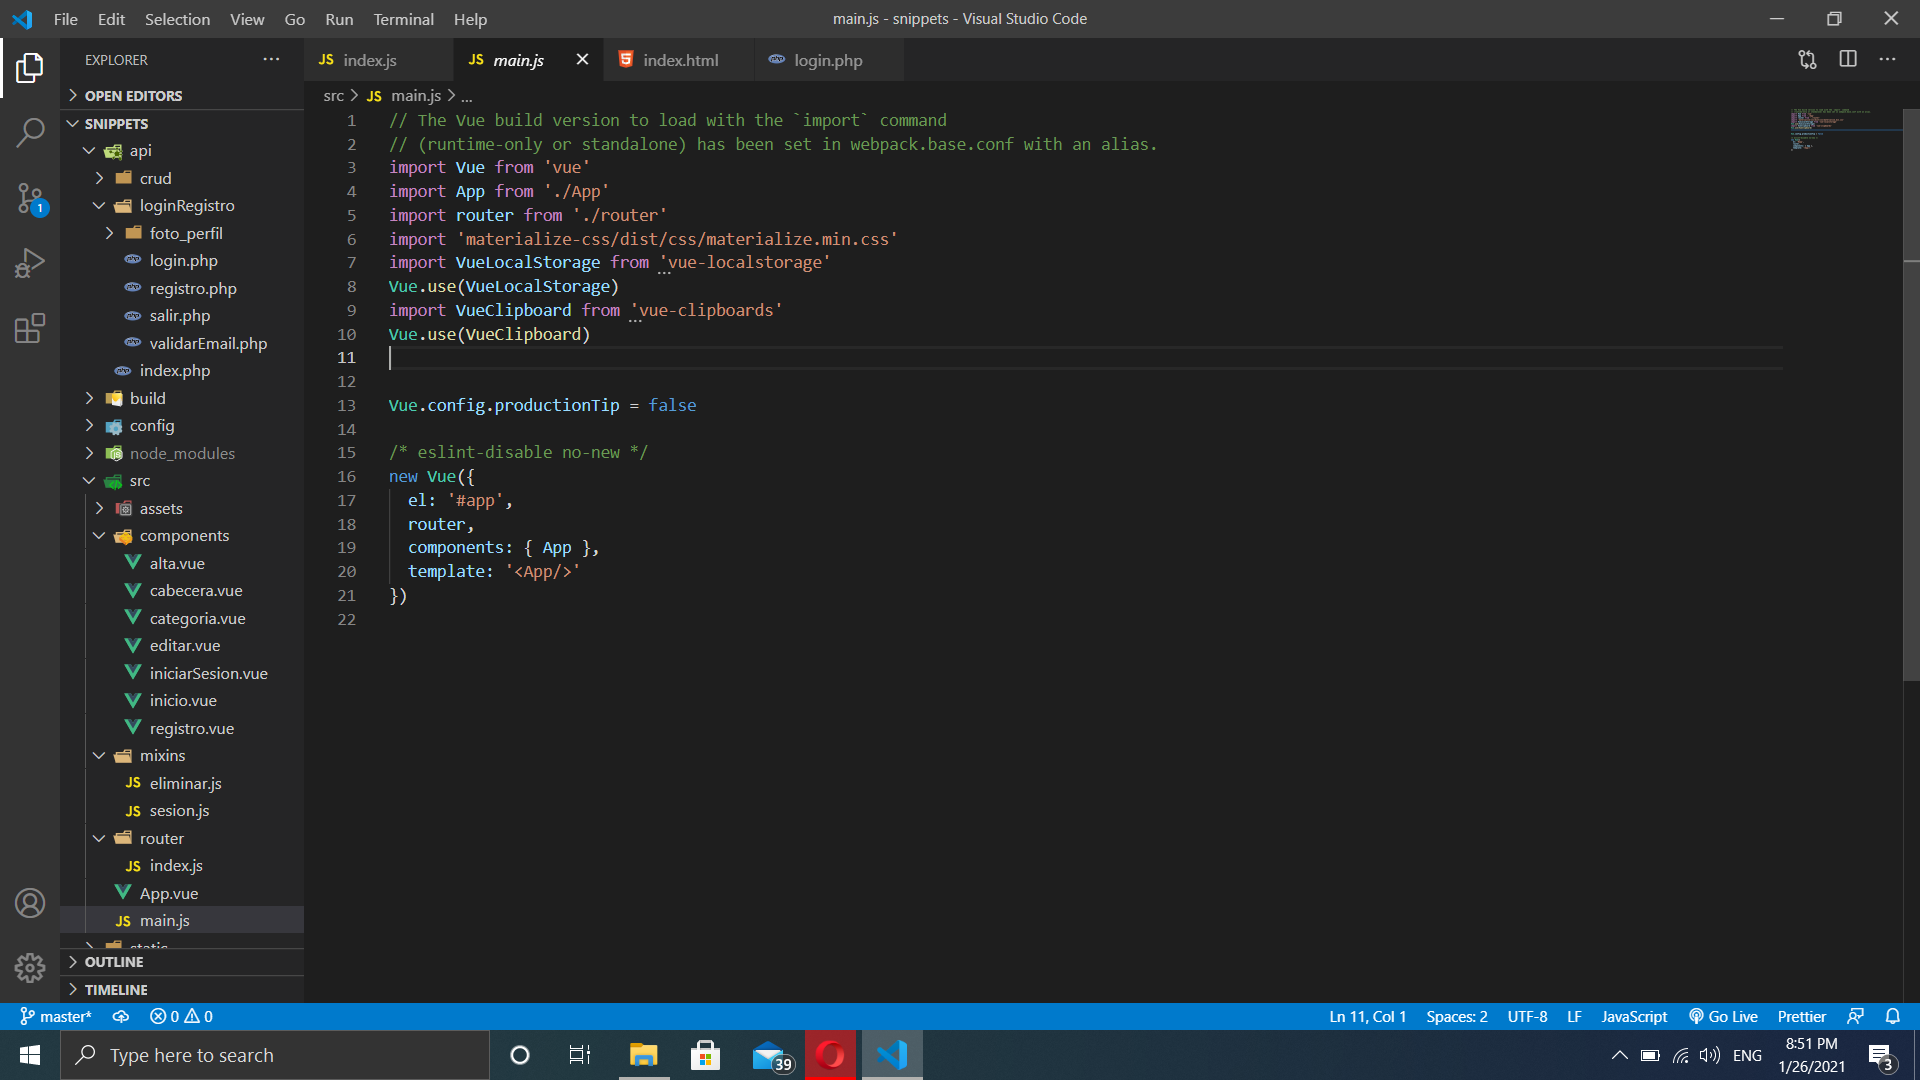 File Edit Selection View Go Run Terminal Help
main.js - snippets - Visual Studio Code
EXPLORER
OPEN EDITORS
SNIPPETS
api
crud
loginRegistro
foto_perfil
login.php
registro.php
salir.php
validarEmail.php
index.php
build
config
node_modules
src
assets
components
alta.vue
cabecera.vue
categoria.vue
editar.vue
iniciarSesion.vue
inicio.vue
registro.vue
mixins
JS eliminar.js
JS sesion.js
router
JS index.js
App.vue
JS main.js
static
OUTLINE
TIMELINE
1
JS index.js
JS main.js
index.html
login.php
src > JS main.js > ...
1 // The Vue build version to load with the `import` command
2 // (runtime-only or standalone) has been set in webpack.base.conf with an alias.
3 import Vue from 'vue'
4 import App from './App'
5 import router from './router'
6 import 'materialize-css/dist/css/materialize.min.css'
7 import VueLocalStorage from 'vue-localstorage'
8 Vue.use(VueLocalStorage)
9 import VueClipboard from 'vue-clipboards'
10 Vue.use(VueClipboard)
11
12
13 Vue.config.productionTip = false
14
15 /* eslint-disable no-new */
16 new Vue({
17 el: '#app',
18 router,
19 components: { App },
20 template: '<App/>'
21 })
22
master* 0 0
Ln 11, Col 1 Spaces: 2 UTF-8 LF JavaScript Go Live Prettier
Type here to search
39
ENG
8:51 PM
1/26/2021
3